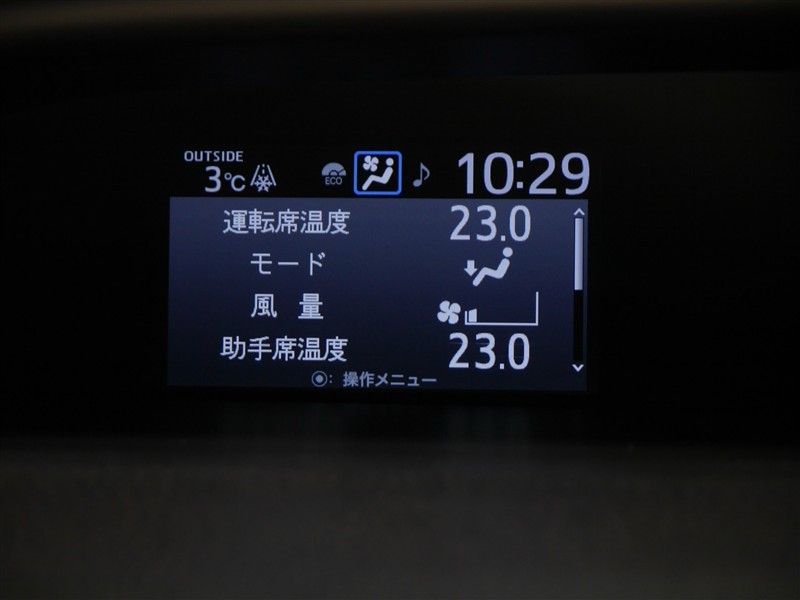 OUTSIDE
3℃
ECO
10:29
運転席温度 23.0
モード
風量
助手席温度 23.0
◉: 操作メニュー